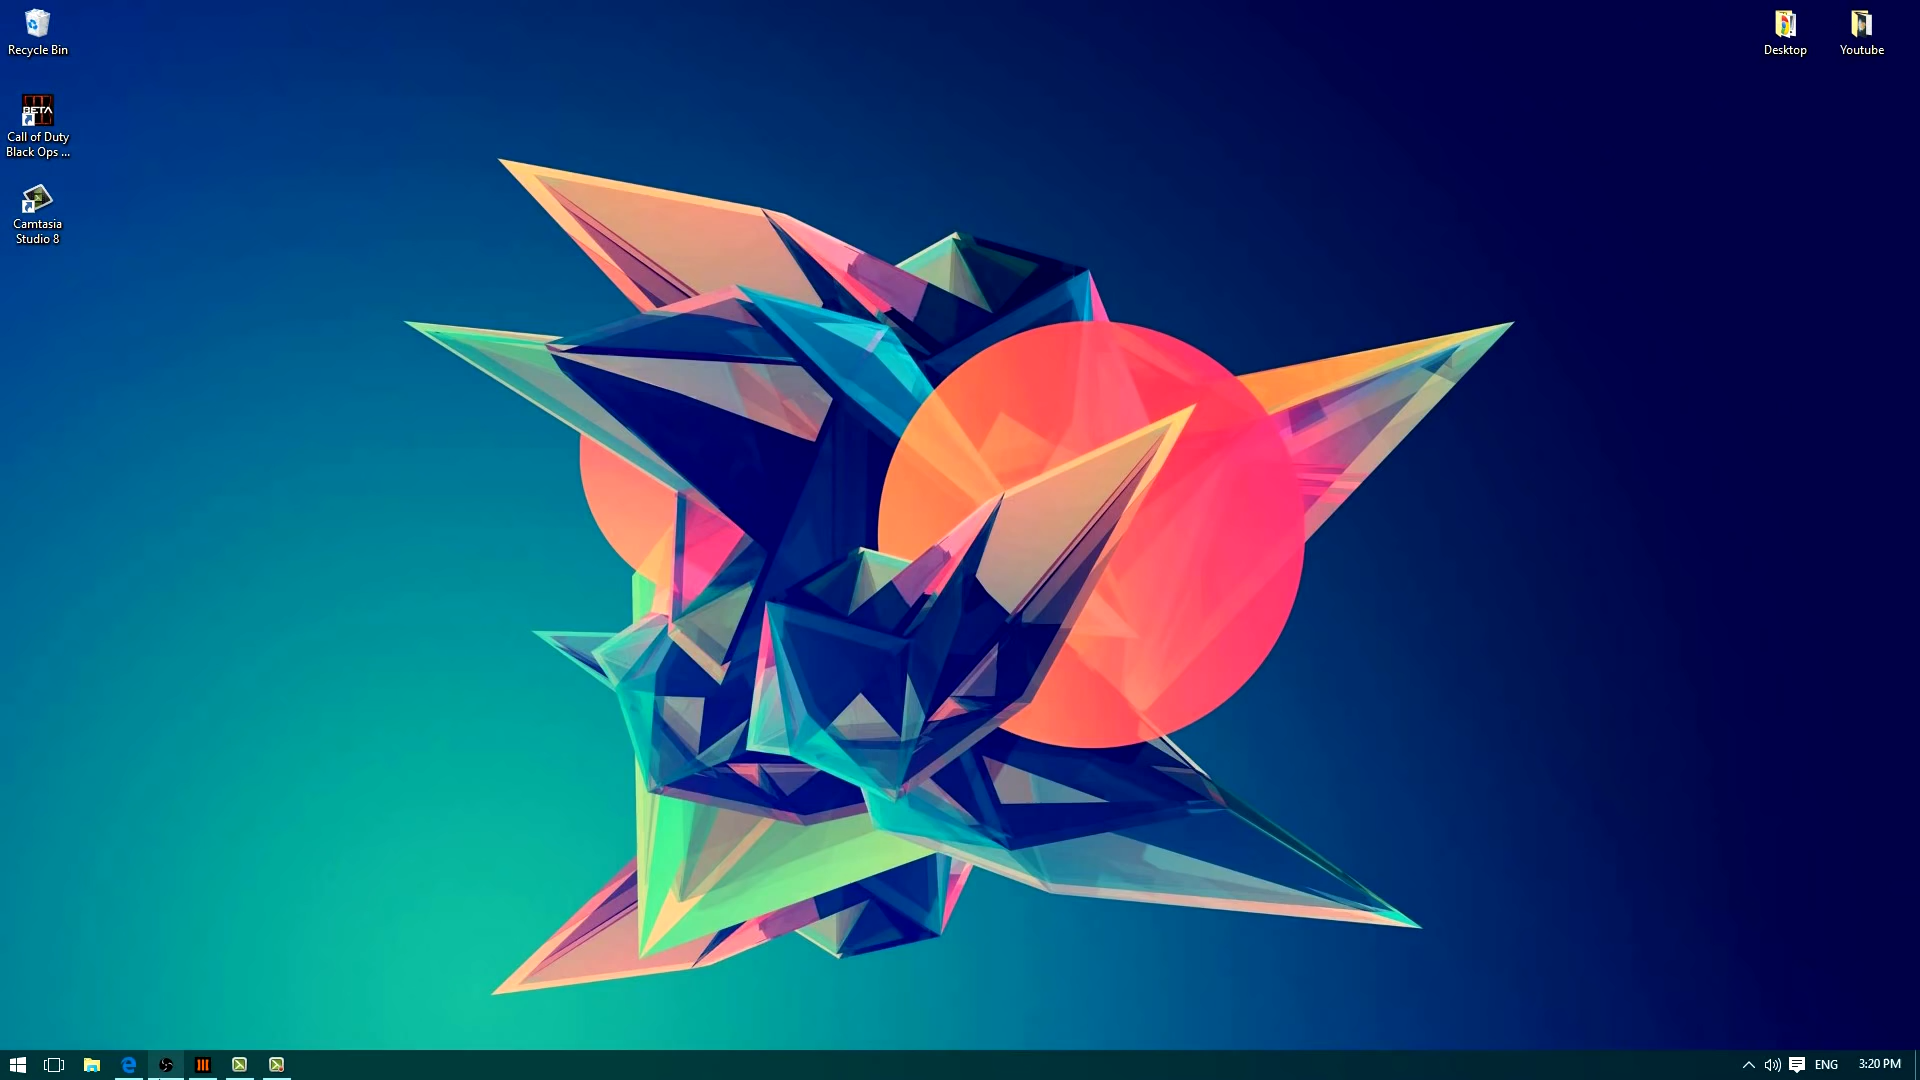 Recycle Bin
BETA
Call of Duty
Black Ops ...
Camtasia
Studio 8
Desktop
Youtube
ENG
3:20 PM